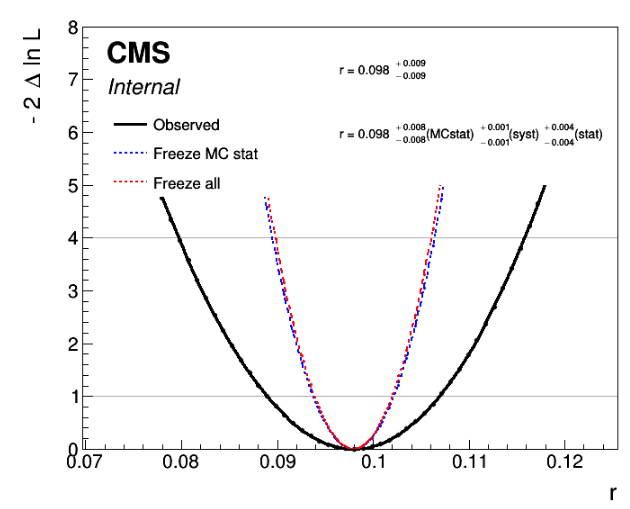 - 2 Δ ln L
8
7
6
5
4
3
2
1
0
CMS
Internal
Observed
Freeze MC stat
Freeze all
r = 0.098 +0.009 −0.009
r = 0.098 +0.008 −0.008(MCstat) +0.001 −0.001(syst) +0.004 −0.004(stat)
0.07 0.08 0.09 0.1 0.11 0.12
r